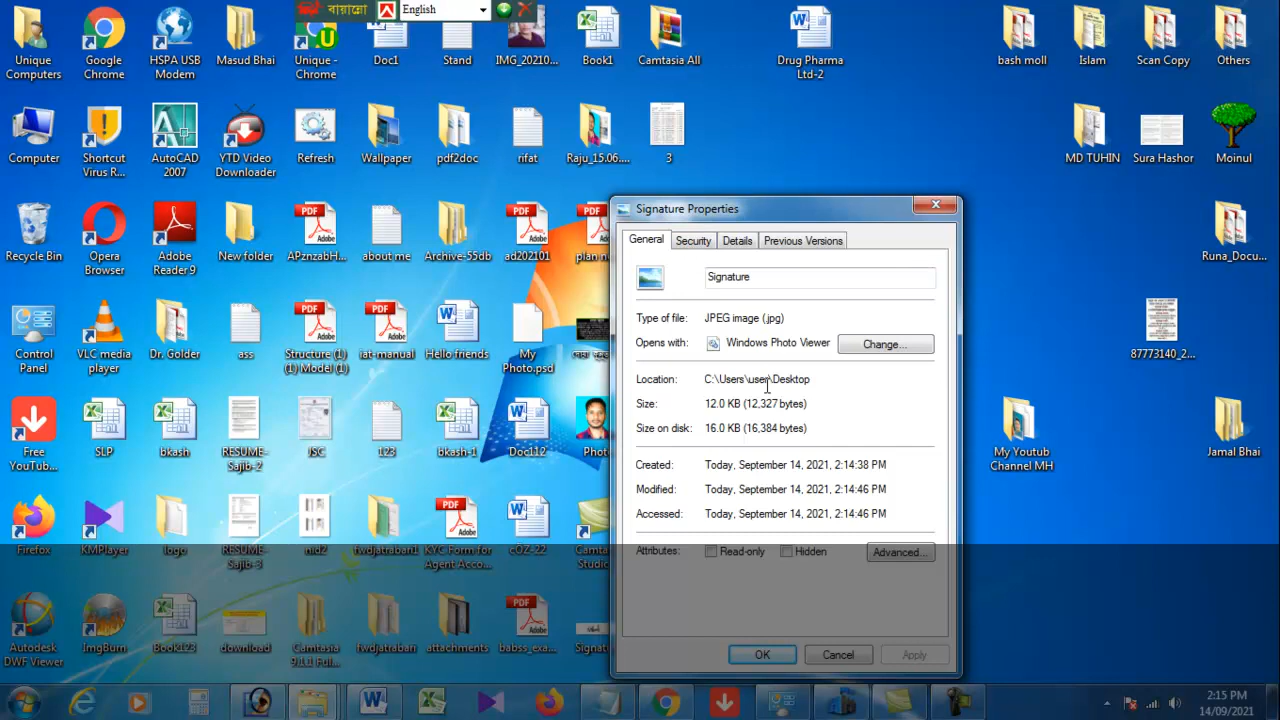 বায়ান্নো
English
Unique
Computers
Google
Chrome
HSPA USB
Modem
Masud Bhai
Unique -
Chrome
Doc1
Stand
IMG_20210...
Book1
Camtasia All
Drug Pharma
Ltd-2
bash moll
Islam
Scan Copy
Others
Computer
Shortcut
Virus R...
AutoCAD
2007
YTD Video
Downloader
Refresh
Wallpaper
pdf2doc
rifat
Raju_15.06....
3
MD TUHIN
Sura Hashor
Moinul
Recycle Bin
Opera
Browser
Adobe
Reader 9
New folder
APznzabH...
about me
Archive-55db
ad202101
Runa_Docu...
Control
Panel
VLC media
player
Dr. Golder
ass
Structure (1)
(1) Model (1)
iat-manual
Hello friends
My
Photo.psd
87773140_2...
Free
YouTub...
SLP
bkash
RESUME-
Sajib-2
JSC
123
bkash-1
Doc112
Photo
My Youtub
Channel MH
Jamal Bhai
Firefox
KMPlayer
logo
RESUME-
Sajib-3
nid2
fwdjatrabari1
KYC Form for
Agent Acco...
cÖZ-22
Camta
Studi
Autodesk
DWF Viewer
ImgBurn
Book123
download
Camtasia
9.1.1 Full...
fwdjatrabari
attachments
babss_exa...
Signat
Signature Properties
General Security Details Previous Versions
Signature
Type of file: JPEG image (.jpg)
Opens with: Windows Photo Viewer Change...
Location: C:\Users\user\Desktop
Size: 12.0 KB (12,327 bytes)
Size on disk: 16.0 KB (16,384 bytes)
Created: Today, September 14, 2021, 2:14:38 PM
Modified: Today, September 14, 2021, 2:14:46 PM
Accessed: Today, September 14, 2021, 2:14:46 PM
Attributes: Read-only Hidden Advanced...
OK Cancel Apply
2:15 PM
14/09/2021